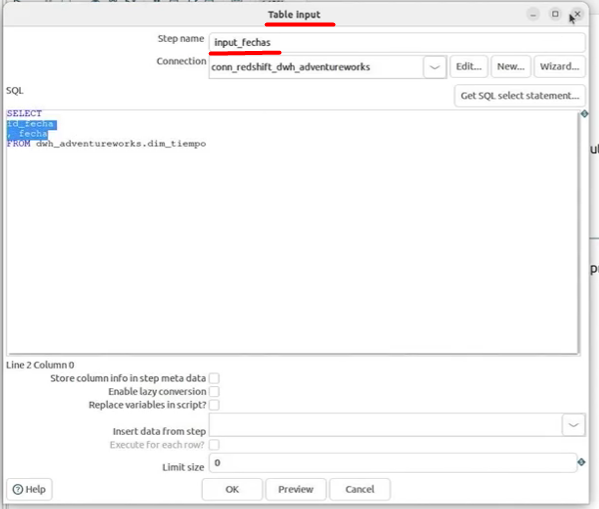 Table input
Step name
input_fechas
Connection
conn_redshift_dwh_adventureworks
Edit...
New...
Wizard...
SQL
Get SQL select statement...
SELECT
id_fecha
, fecha
FROM dwh_adventureworks.dim_tiempo
Line 2 Column 0
Store column info in step meta data
Enable lazy conversion
Replace variables in script?
Insert data from step
Execute for each row?
Limit size
0
Help
OK
Preview
Cancel